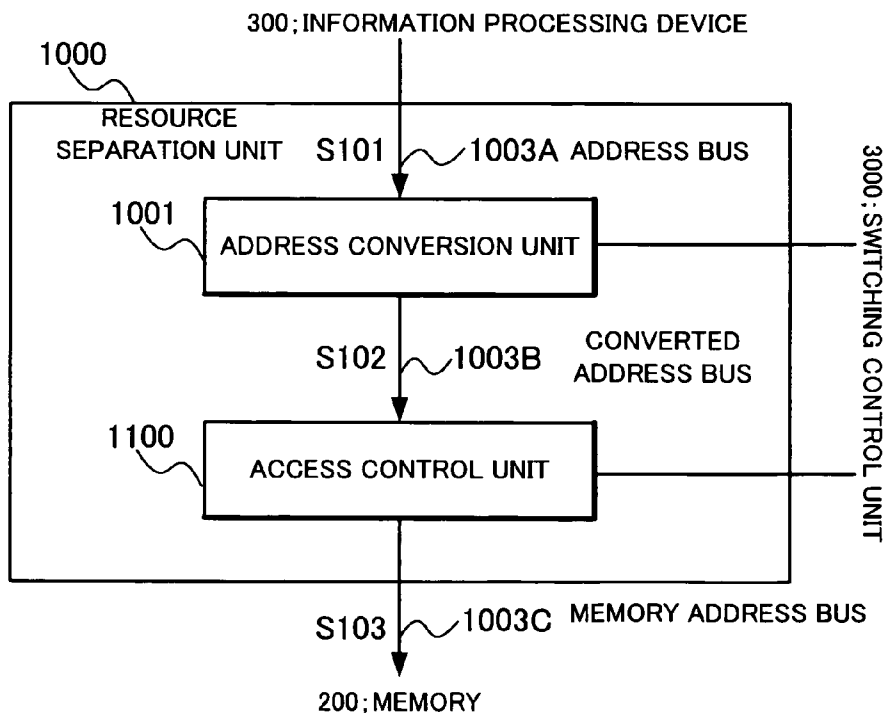 300;INFORMATION PROCESSING DEVICE
1000
RESOURCE
SEPARATION UNIT
S101
1003A ADDRESS BUS
1001
ADDRESS CONVERSION UNIT
3000;SWITCHING CONTROL UNIT
S102
1003B
CONVERTED
ADDRESS BUS
1100
ACCESS CONTROL UNIT
S103
1003C MEMORY ADDRESS BUS
200;MEMORY